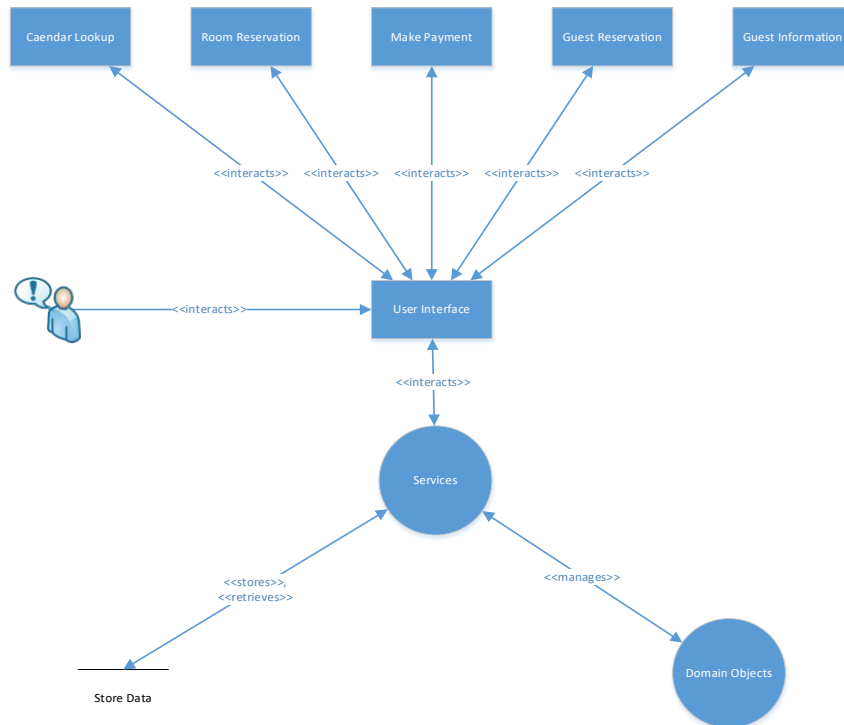 Caendar Lookup
Room Reservation
Make Payment
Guest Reservation
Guest Information
<<interacts>>
<<interacts>>
<<interacts>>
<<interacts>>
<<interacts>>
!
<<interacts>>
User Interface
<<interacts>>
Services
<<stores>>,
<<retrieves>>
<<manages>>
Store Data
Domain Objects